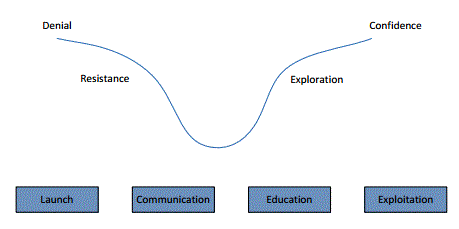 Denial
Confidence
Resistance
Exploration
Launch
Communication
Education
Exploitation